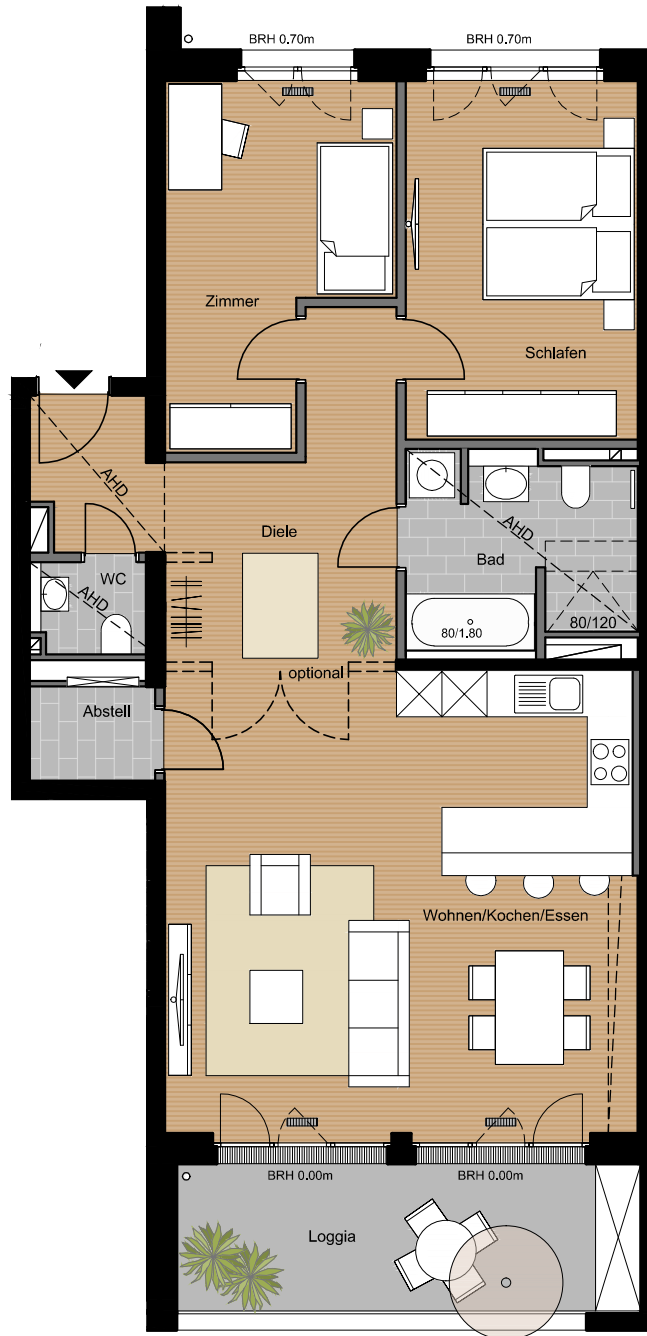 BRH 0.70m
BRH 0.70m
Zimmer
Schlafen
AHD
Diele
AHD
Bad
WC
AHD
80/1.80
80/120
optional
Abstell
Wohnen/Kochen/Essen
BRH 0.00m
BRH 0.00m
Loggia